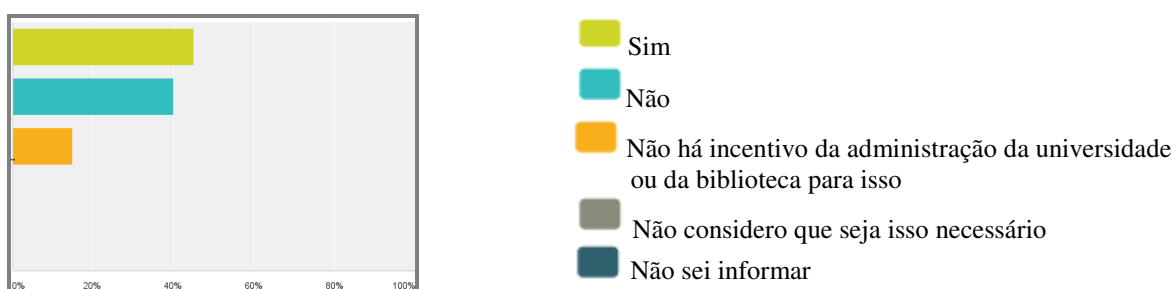 Sim
Não
Não há incentivo da administração da universidade
ou da biblioteca para isso
Não considero que seja isso necessário
Não sei informar
0% 20% 40% 60% 80% 100%